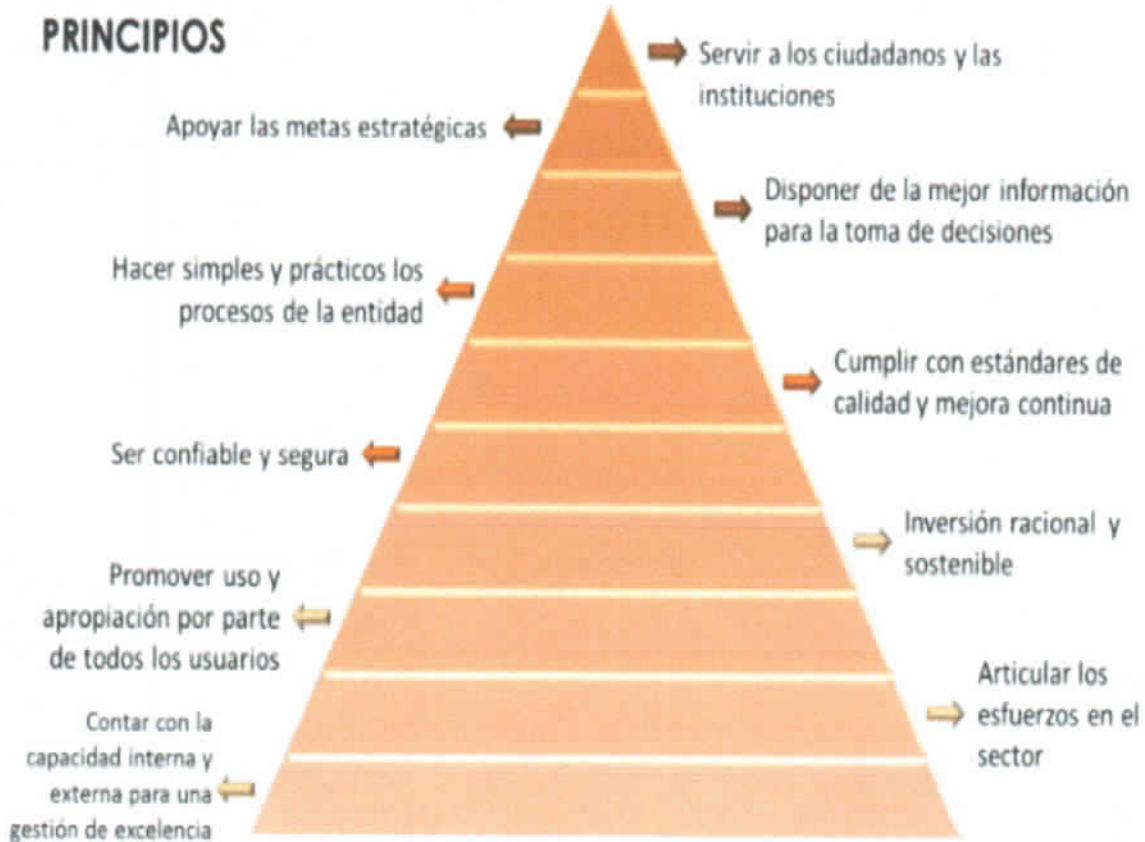 PRINCIPIOS
Servir a los ciudadanos y las
instituciones
Apoyar las metas estratégicas
Disponer de la mejor información
para la toma de decisiones
Hacer simples y prácticos los
procesos de la entidad
Cumplir con estándares de
calidad y mejora continua
Ser confiable y segura
Inversión racional y
sostenible
Promover uso y
apropiación por parte
de todos los usuarios
Articular los
esfuerzos en el
sector
Contar con la
capacidad interna y
externa para una
gestión de excelencia